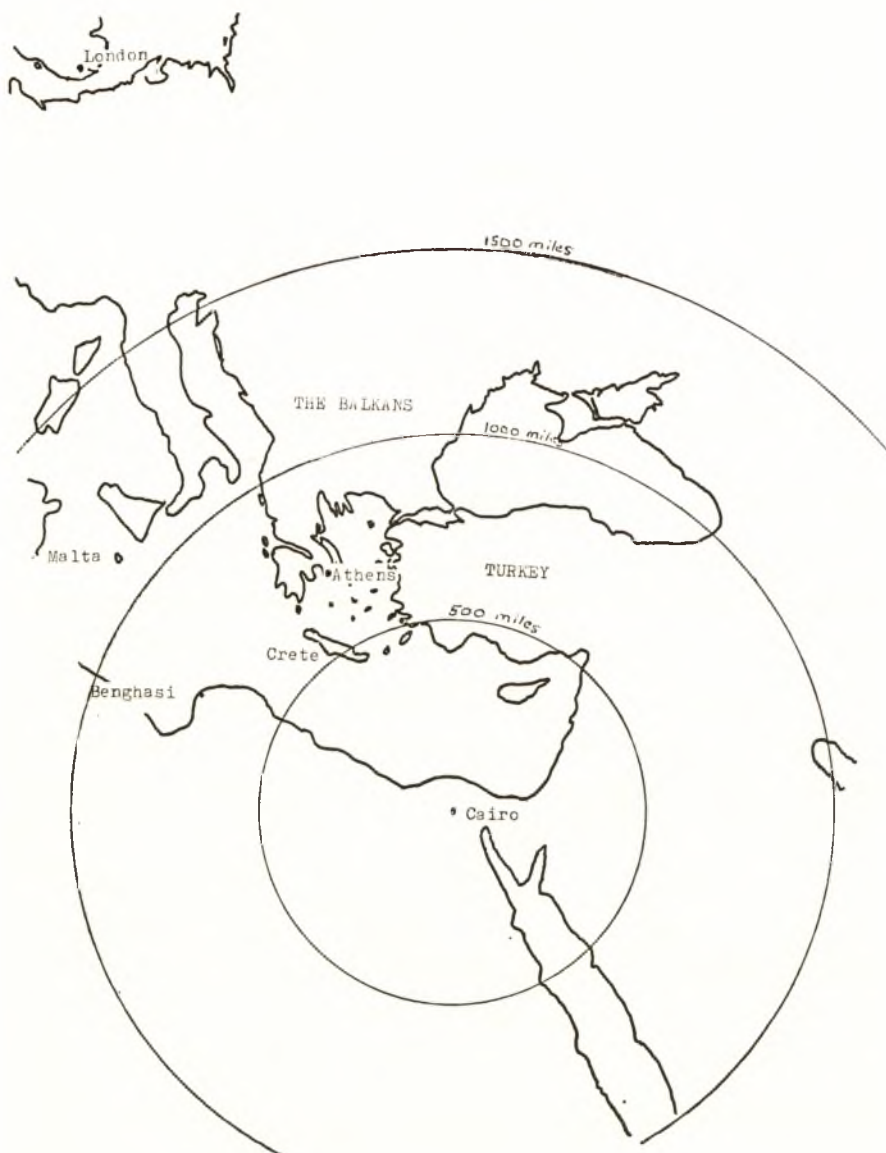 London
1500 miles
THE BALKANS
1000 miles
Malta
Athens
TURKEY
500 miles
Crete
Benghasi
Cairo